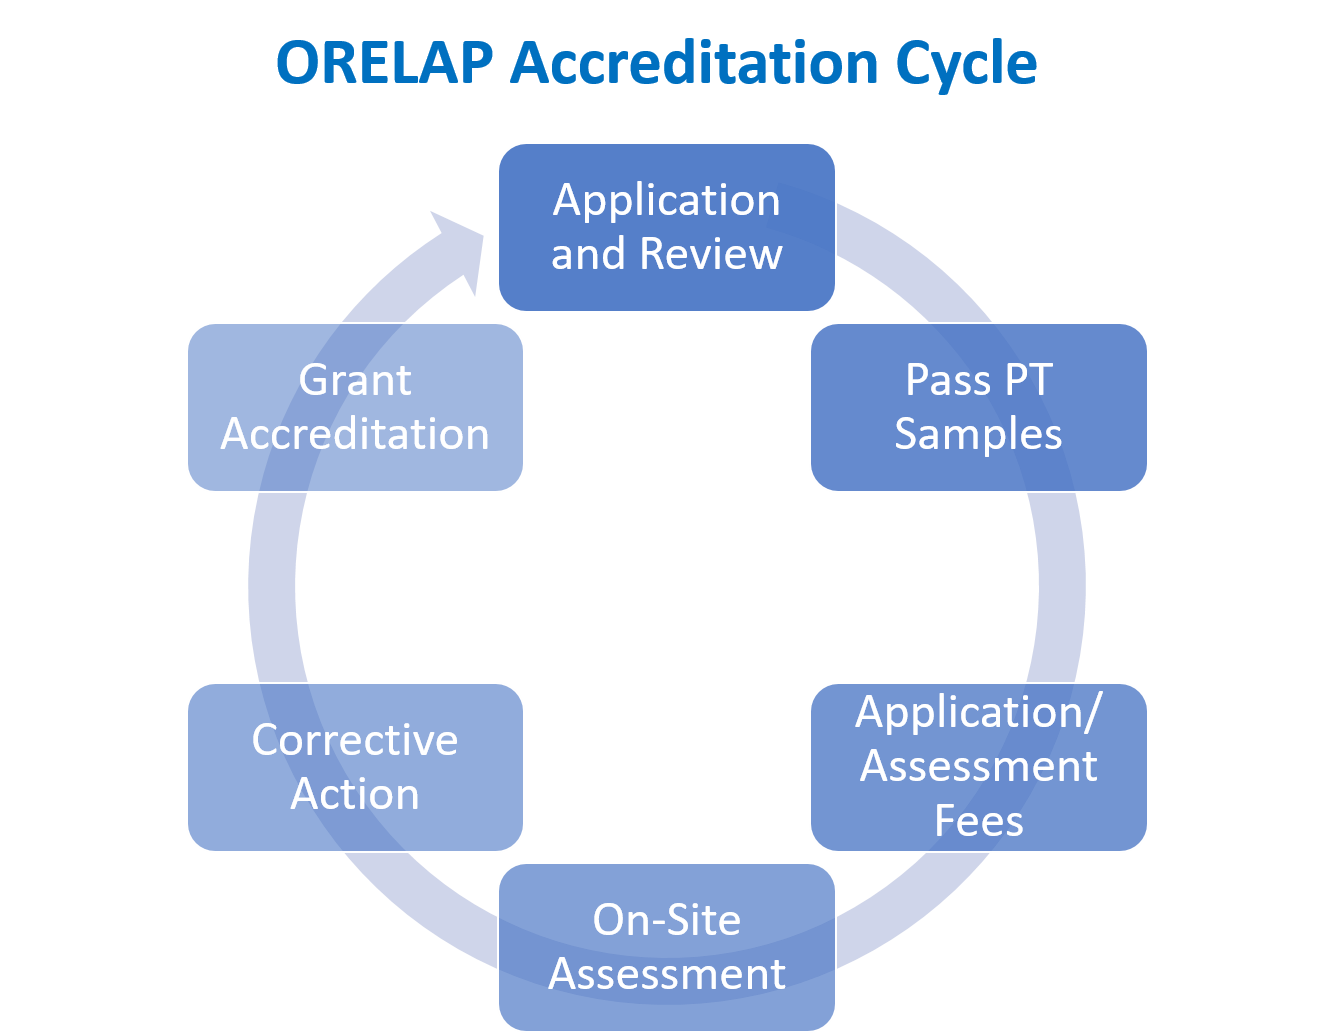 ORELAP Accreditation Cycle
Application
and Review
Pass PT
Samples
Application/
Assessment
Fees
On-Site
Assessment
Corrective
Action
Grant
Accreditation